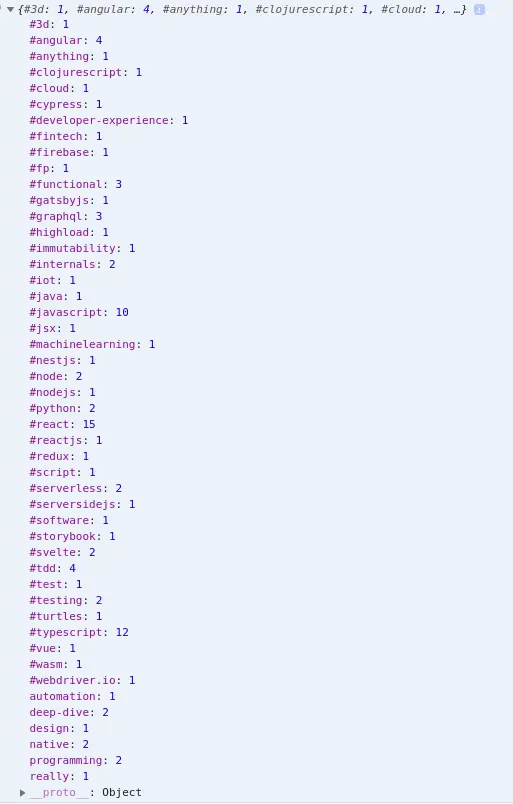 {#3d: 1, #angular: 4, #anything: 1, #clojurescript: 1, #cloud: 1, …} i
#3d: 1
#angular: 4
#anything: 1
#clojurescript: 1
#cloud: 1
#cypress: 1
#developer-experience: 1
#fintech: 1
#firebase: 1
#fp: 1
#functional: 3
#gatsbyjs: 1
#graphql: 3
#highload: 1
#immutability: 1
#internals: 2
#iot: 1
#java: 1
#javascript: 10
#jsx: 1
#machinelearning: 1
#nestjs: 1
#node: 2
#nodejs: 1
#python: 2
#react: 15
#reactjs: 1
#redux: 1
#script: 1
#serverless: 2
#serversidejs: 1
#software: 1
#storybook: 1
#svelte: 2
#tdd: 4
#test: 1
#testing: 2
#turtles: 1
#typescript: 12
#vue: 1
#wasm: 1
#webdriver.io: 1
automation: 1
deep-dive: 2
design: 1
native: 2
programming: 2
really: 1
__proto__: Object